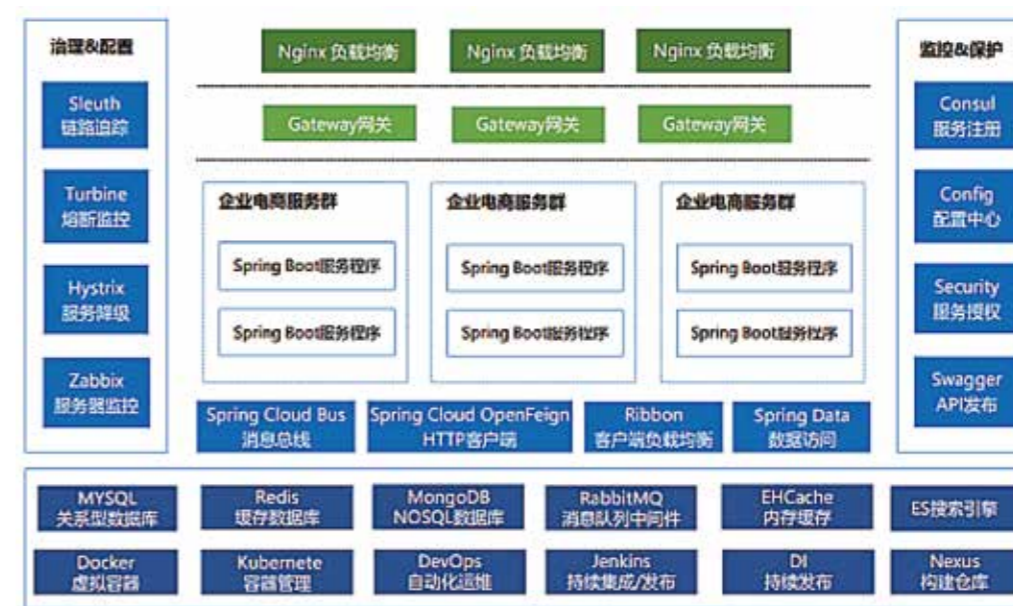 治理&配置
Sleuth
链路追踪
Turbine
熔断监控
Hystrix
服务降级
Zabbix
服务器监控
Nginx 负载均衡
Nginx 负载均衡
Nginx 负载均衡
Gateway网关
Gateway网关
Gateway网关
企业电商服务群
Spring Boot服务程序
Spring Boot服务程序
企业电商服务群
Spring Boot服务程序
Spring Boot服务程序
企业电商服务群
Spring Boot服务程序
Spring Boot服务程序
Spring Cloud Bus
消息总线
Spring Cloud OpenFeign
HTTP客户端
Ribbon
客户端负载均衡
Spring Data
数据访问
监控&保护
Consul
服务注册
Config
配置中心
Security
服务授权
Swagger
API发布
MYSQL
关系型数据库
Redis
缓存数据库
MongoDB
NOSQL数据库
RabbitMQ
消息队列中间件
EHCache
内存缓存
ES搜索引擎
Docker
虚拟容器
Kubernete
容器管理
DevOps
自动化运维
Jenkins
持续集成/发布
DI
持续发布
Nexus
构建仓库